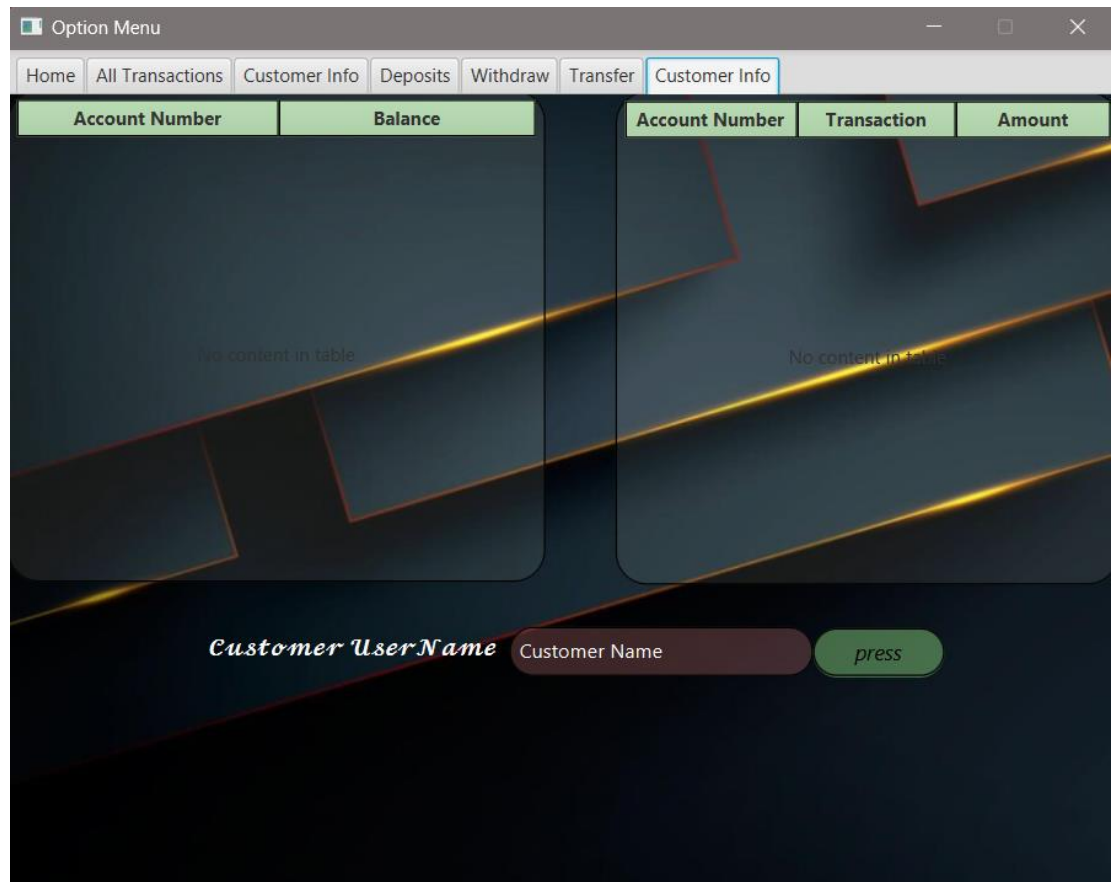 Option Menu
Home All Transactions Customer Info Deposits Withdraw Transfer Customer Info
Account Number Balance
Account Number Transaction Amount
No content in table
No content in table
Customer UserName Customer Name press